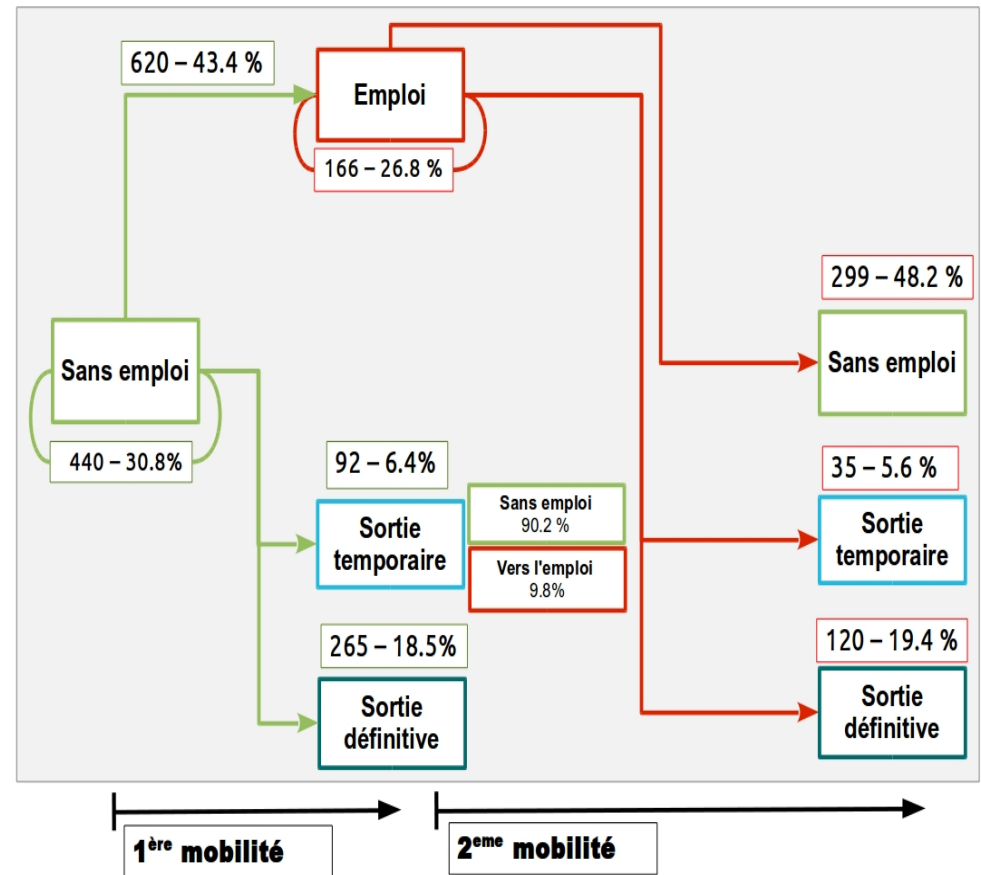 620 – 43.4 %
Emploi
166 – 26.8 %
299 – 48.2 %
Sans emploi
Sans emploi
440 – 30.8%
92 – 6.4%
Sortie
temporaire
Sans emploi
90.2 %
Vers l'emploi
9.8%
35 – 5.6 %
Sortie
temporaire
265 – 18.5%
Sortie
définitive
120 – 19.4 %
Sortie
définitive
1ère mobilité
2eme mobilité